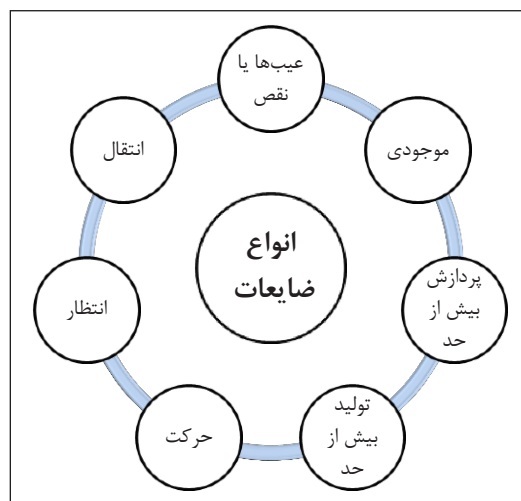 عیب‌ها یا
نقص
موجودی
پردازش
بیش از
حد
تولید
بیش از
حد
حرکت
انتظار
انتقال
انواع
ضایعات